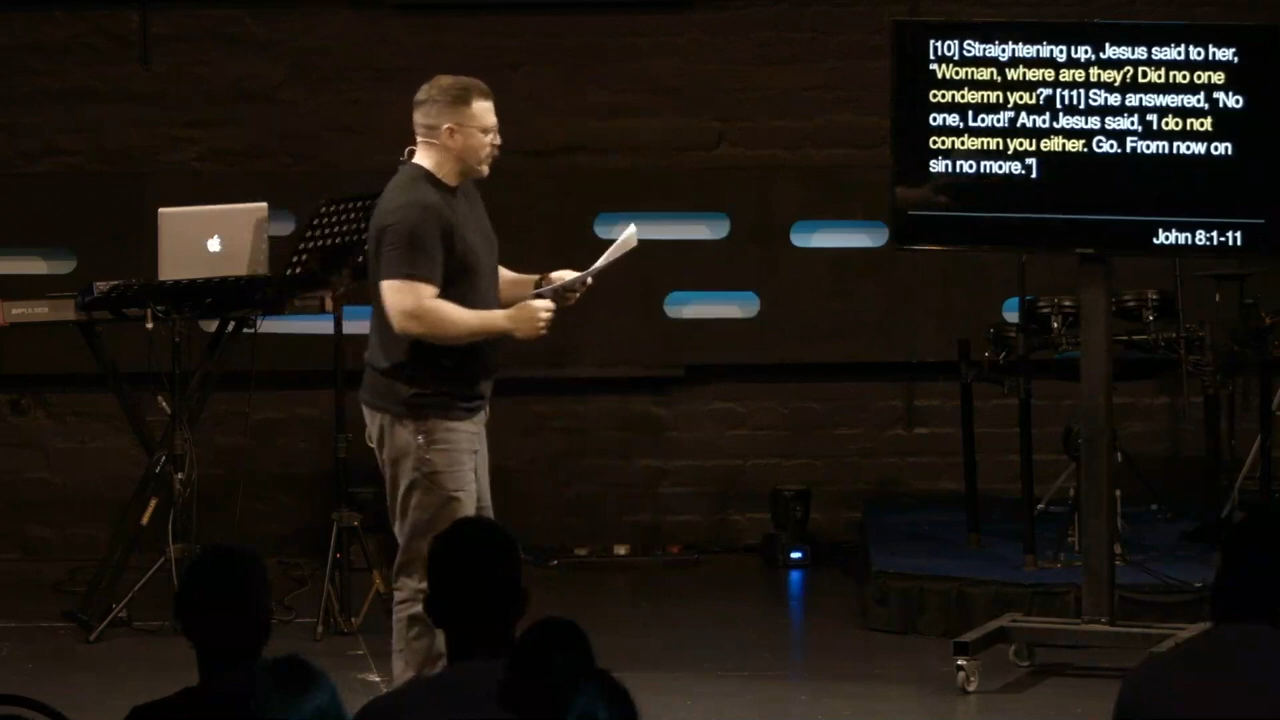 [10] Straightening up, Jesus said to her,
“Woman, where are they? Did no one
condemn you?” [11] She answered, “No
one, Lord!” And Jesus said, “I do not
condemn you either. Go. From now on
sin no more.”]
John 8:1-11
IMPULSE